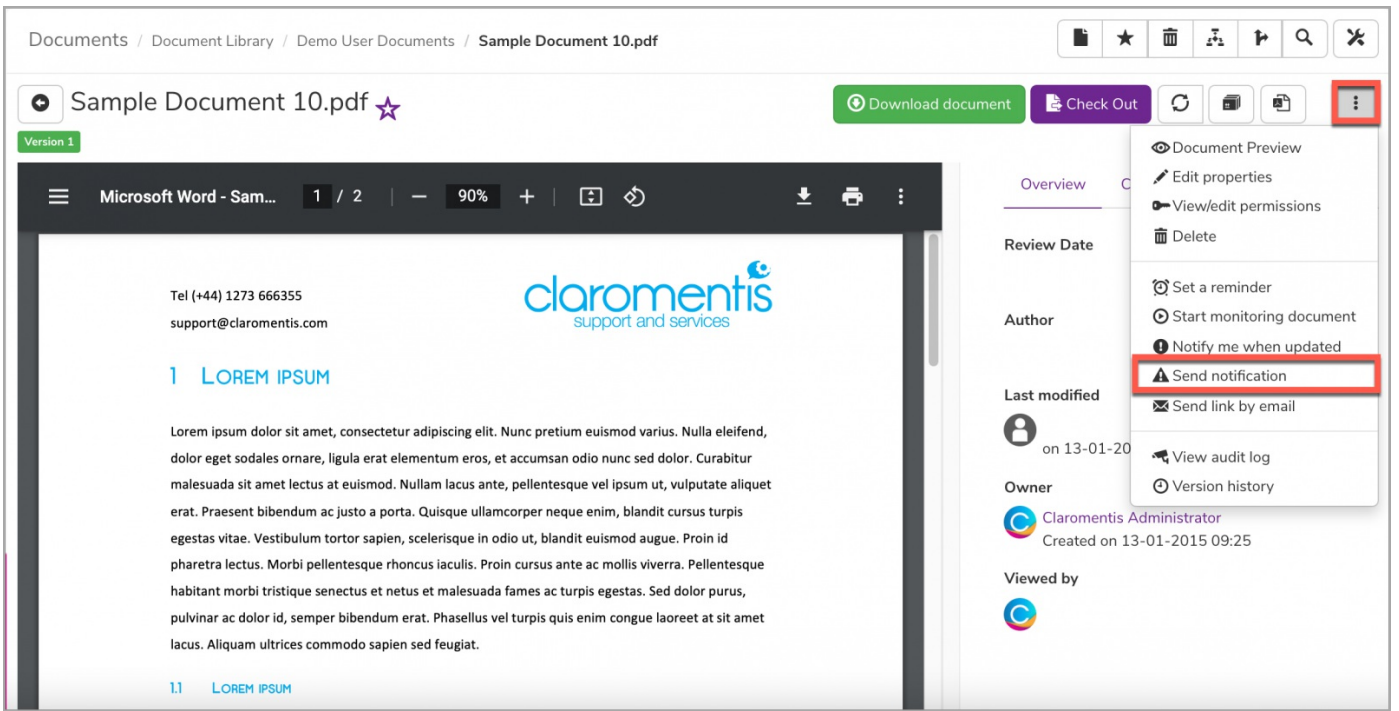 Documents / Document Library / Demo User Documents / Sample Document 10.pdf
Sample Document 10.pdf
Download document
Check Out
Version 1
Microsoft Word - Sam... 1 / 2 | — 90% + |
Tel (+44) 1273 666355
support@claromentis.com
claromentis
support and services
1 LOREM IPSUM
Lorem ipsum dolor sit amet, consectetur adipiscing elit. Nunc pretium euismod varius. Nulla eleifend,
dolor eget sodales ornare, ligula erat elementum eros, et accumsan odio nunc sed dolor. Curabitur
malesuada sit amet lectus at euismod. Nullam lacus ante, pellentesque vel ipsum ut, vulputate aliquet
erat. Praesent bibendum ac justo a porta. Quisque ullamcorper neque enim, blandit cursus turpis
egestas vitae. Vestibulum tortor sapien, scelerisque in odio ut, blandit euismod augue. Proin id
pharetra lectus. Morbi pellentesque rhoncus iaculis. Proin cursus ante ac mollis viverra. Pellentesque
habitant morbi tristique senectus et netus et malesuada fames ac turpis egestas. Sed dolor purus,
pulvinar ac dolor id, semper bibendum erat. Phasellus vel turpis quis enim congue laoreet at sit amet
lacus. Aliquam ultrices commodo sapien sed feugiat.
1.1 LOREM IPSUM
Overview C
Review Date
Author
Last modified
on 13-01-20
Owner
Claromentis Administrator
Created on 13-01-2015 09:25
Viewed by
Document Preview
Edit properties
View/edit permissions
Delete
Set a reminder
Start monitoring document
Notify me when updated
Send notification
Send link by email
View audit log
Version history